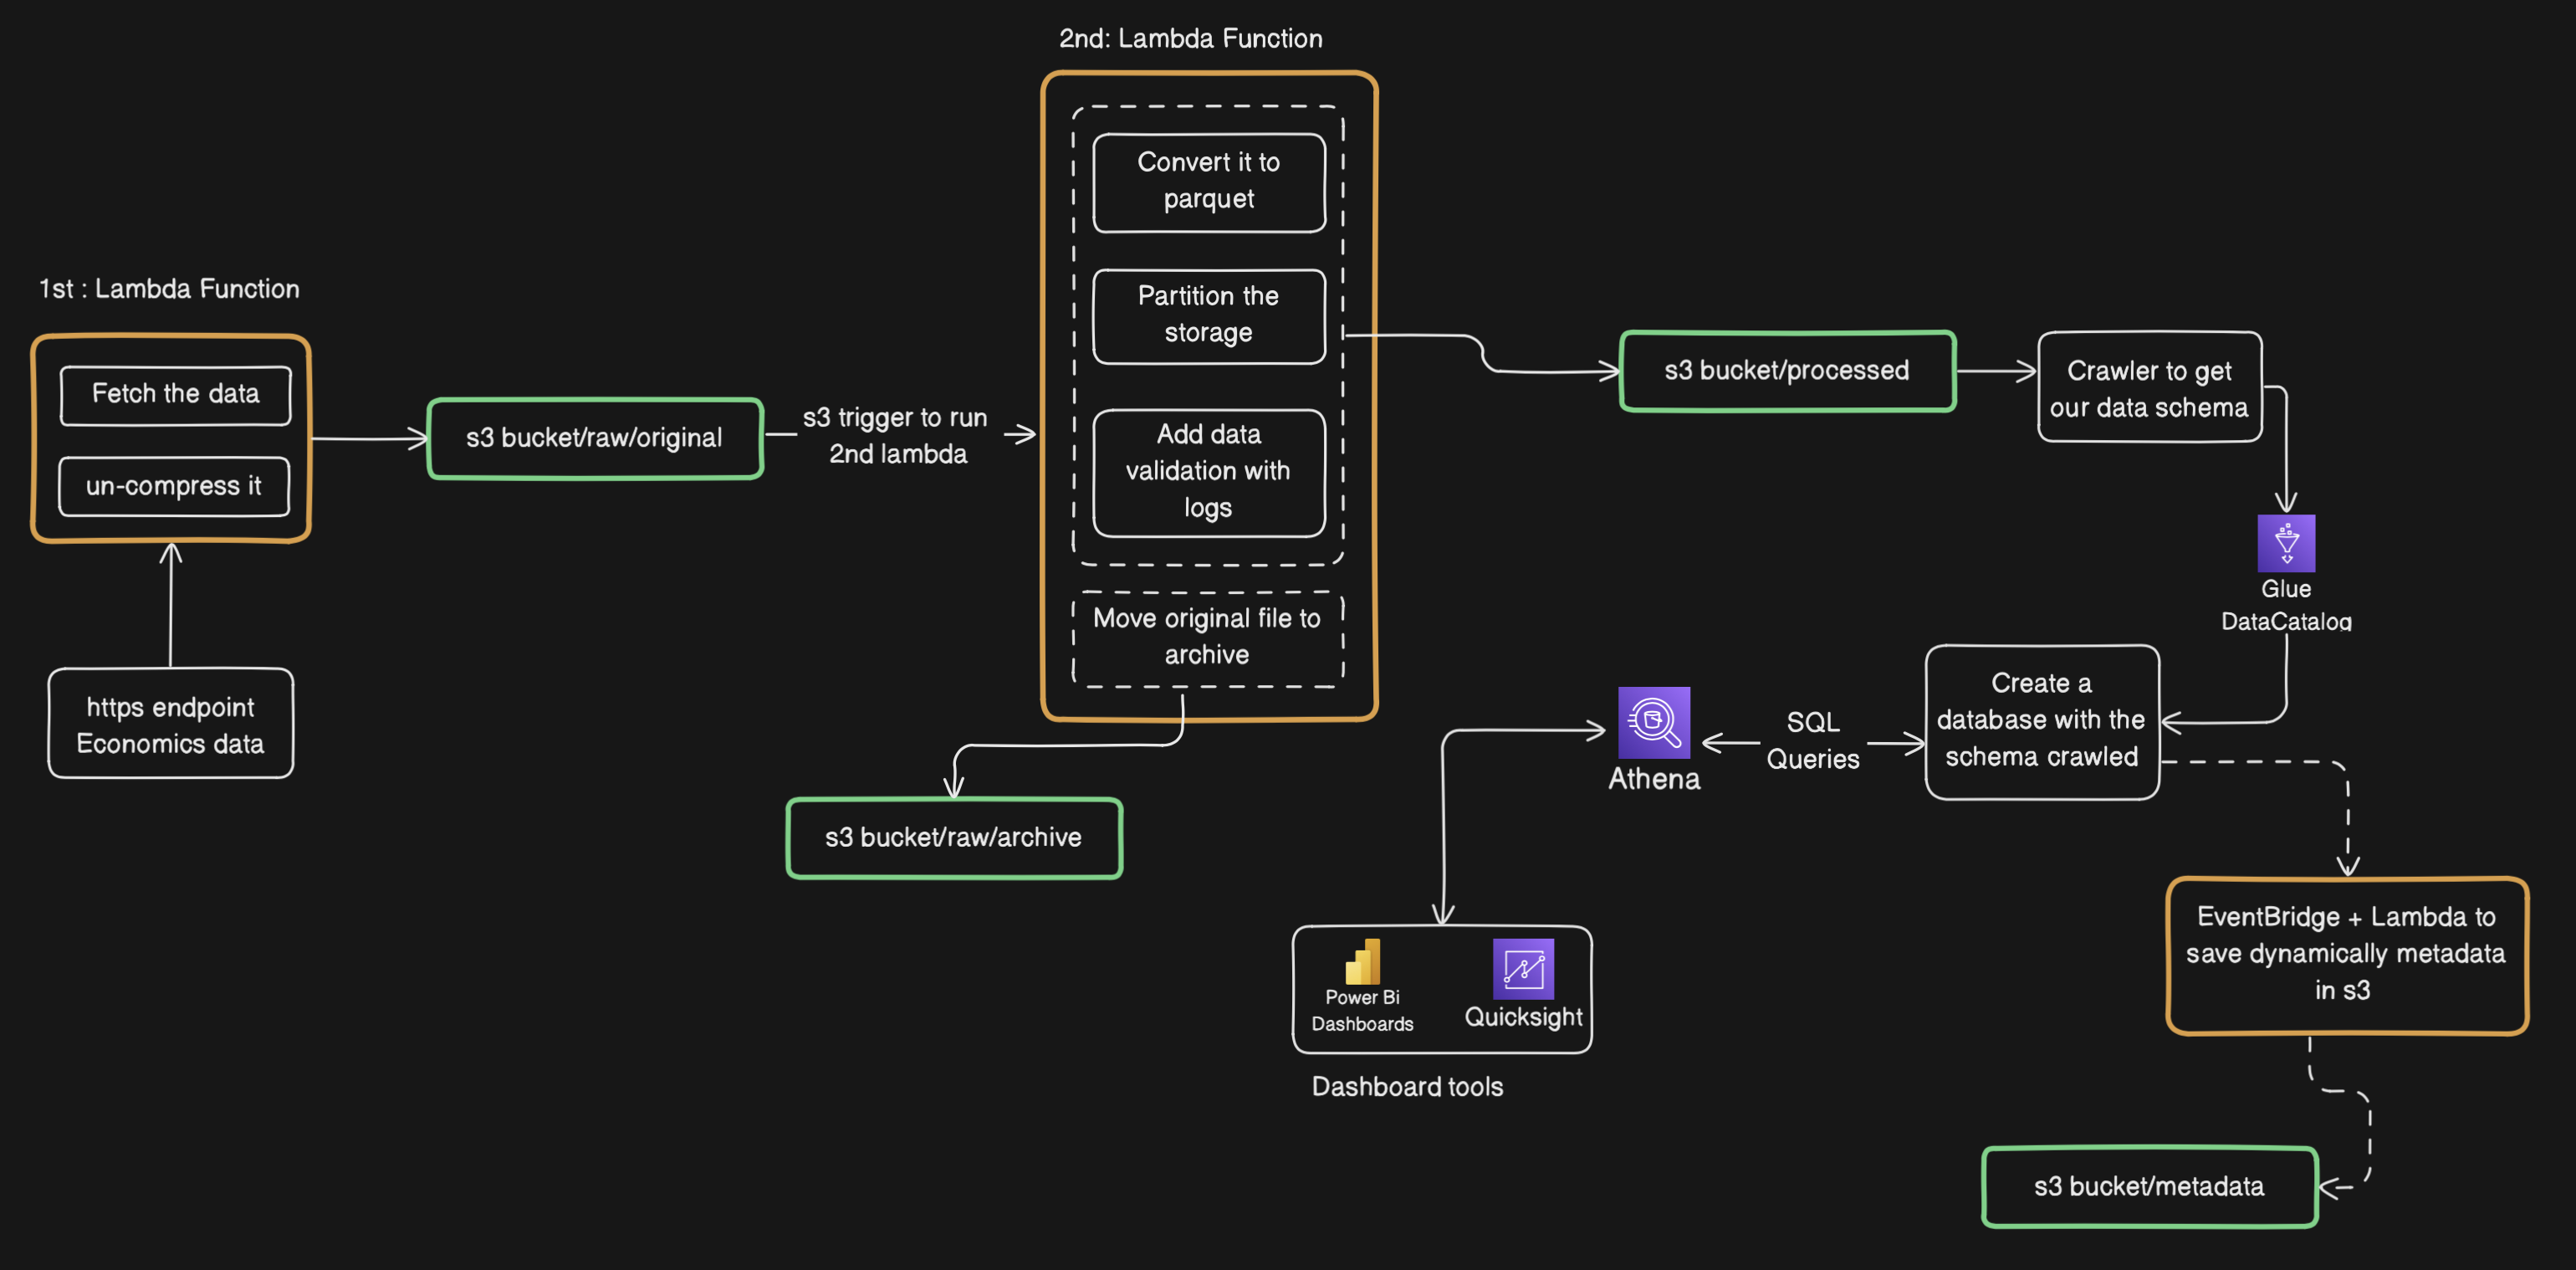 2nd: Lambda Function
Convert it to
parquet
Partition the
storage
Add data
validation with
logs
Move original file to
archive
1st : Lambda Function
Fetch the data
un-compress it
https endpoint
Economics data
s3 bucket/raw/original
s3 trigger to run
2nd lambda
s3 bucket/raw/archive
s3 bucket/processed
Crawler to get
our data schema
Glue
DataCatalog
Create a
database with the
schema crawled
SQL
Queries
Athena
Power Bi
Dashboards
Quicksight
Dashboard tools
EventBridge + Lambda to
save dynamically metadata
in s3
s3 bucket/metadata